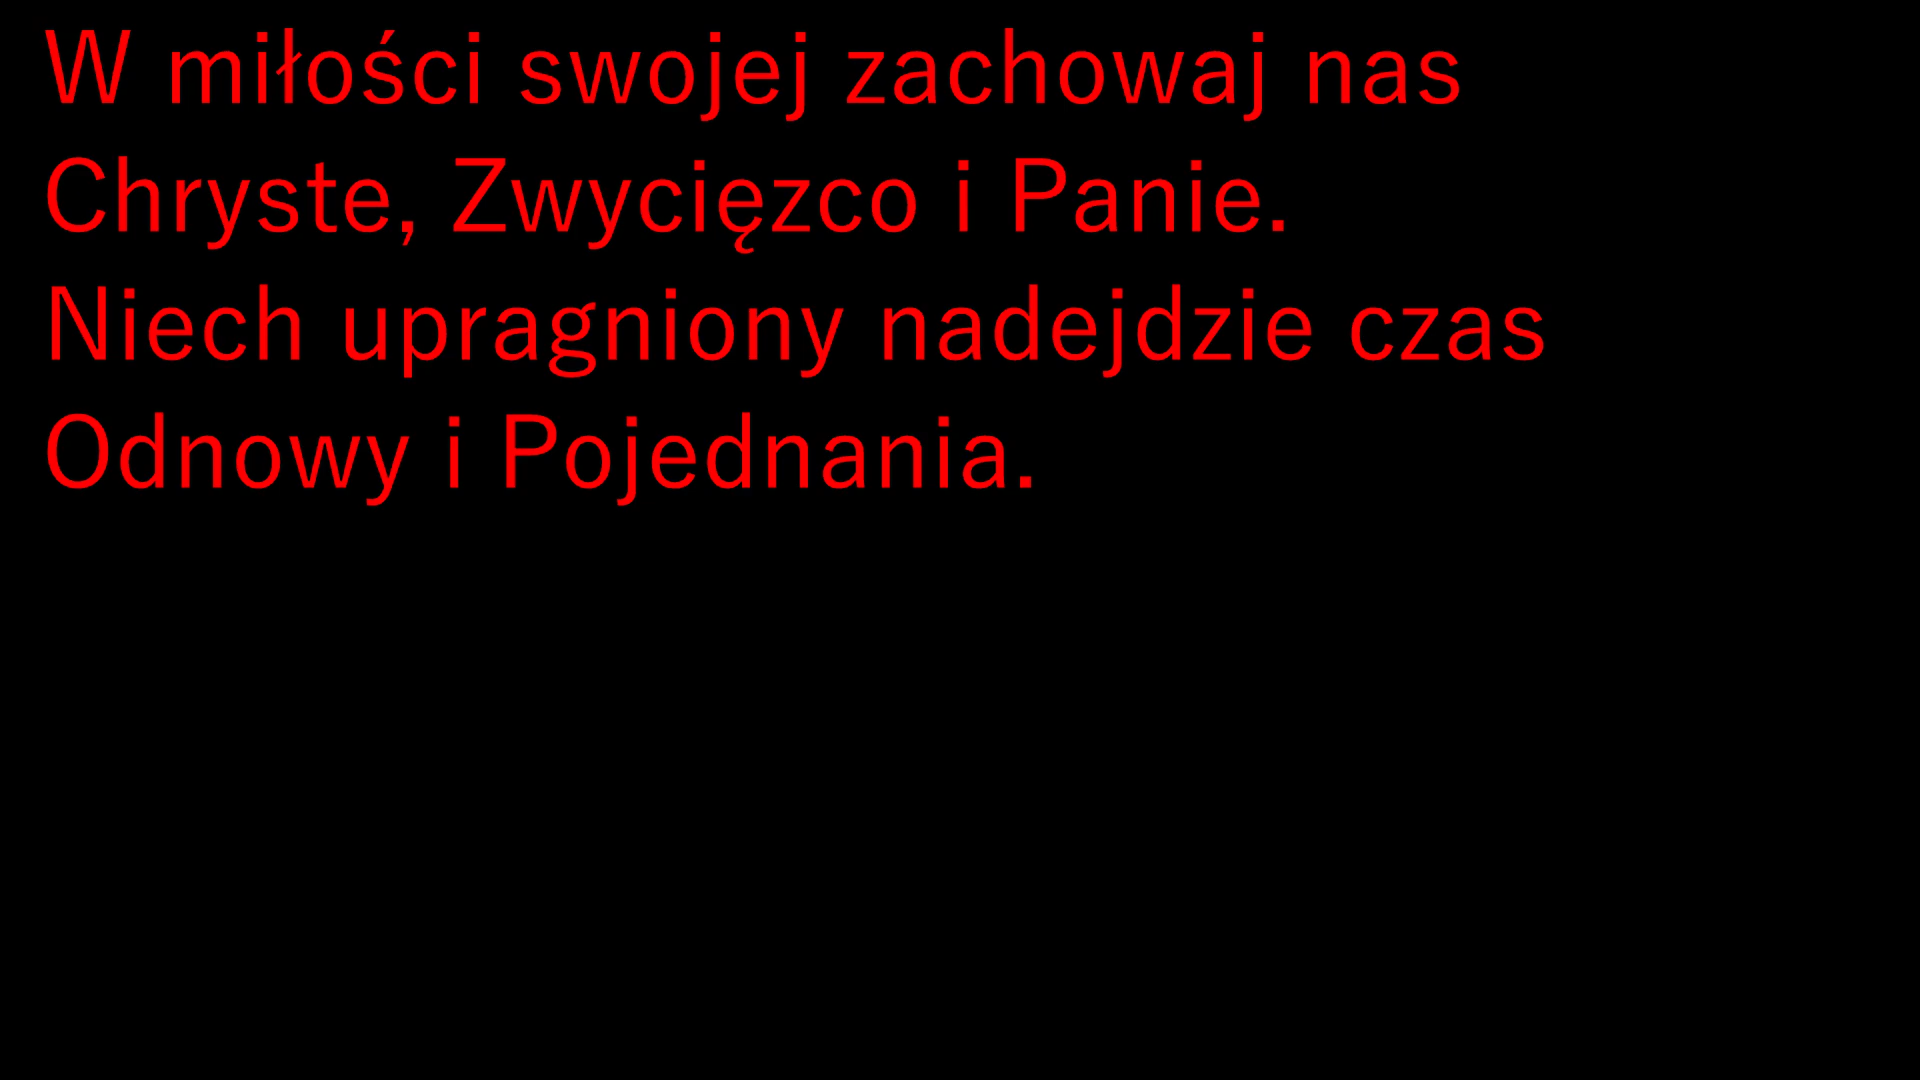 W miłości swojej zachowaj nas
Chryste, Zwycięzco i Panie.
Niech upragniony nadejdzie czas
Odnowy i Pojednania.